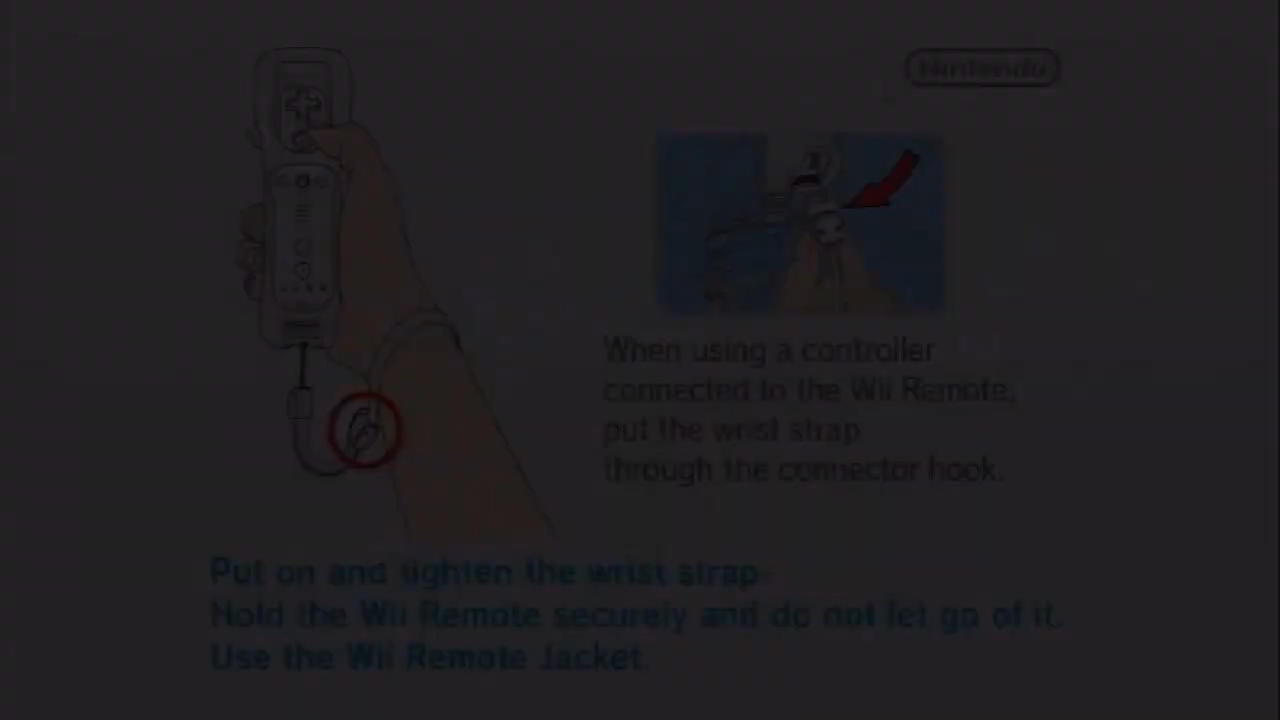 Nintendo
When using a controller
connected to the Wii Remote,
put the wrist strap
through the connector hook.
Put on and tighten the wrist strap.
Hold the Wii Remote securely and do not let go of it.
Use the Wii Remote Jacket.